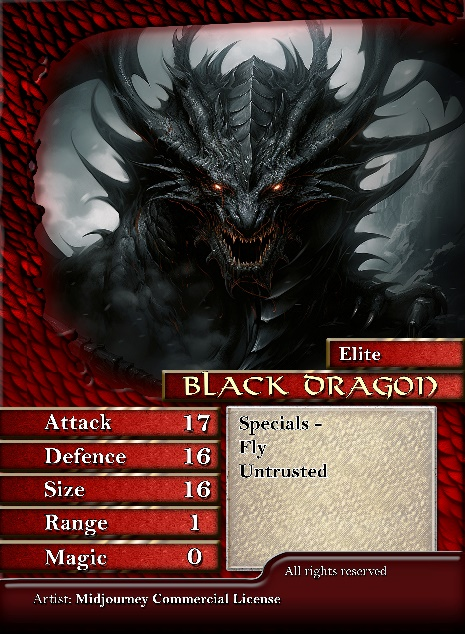 Elite
BLACK DRAGON
Attack 17
Defence 16
Size 16
Range 1
Magic 0
Specials -
Fly
Untrusted
All rights reserved
Artist: Midjourney Commercial License